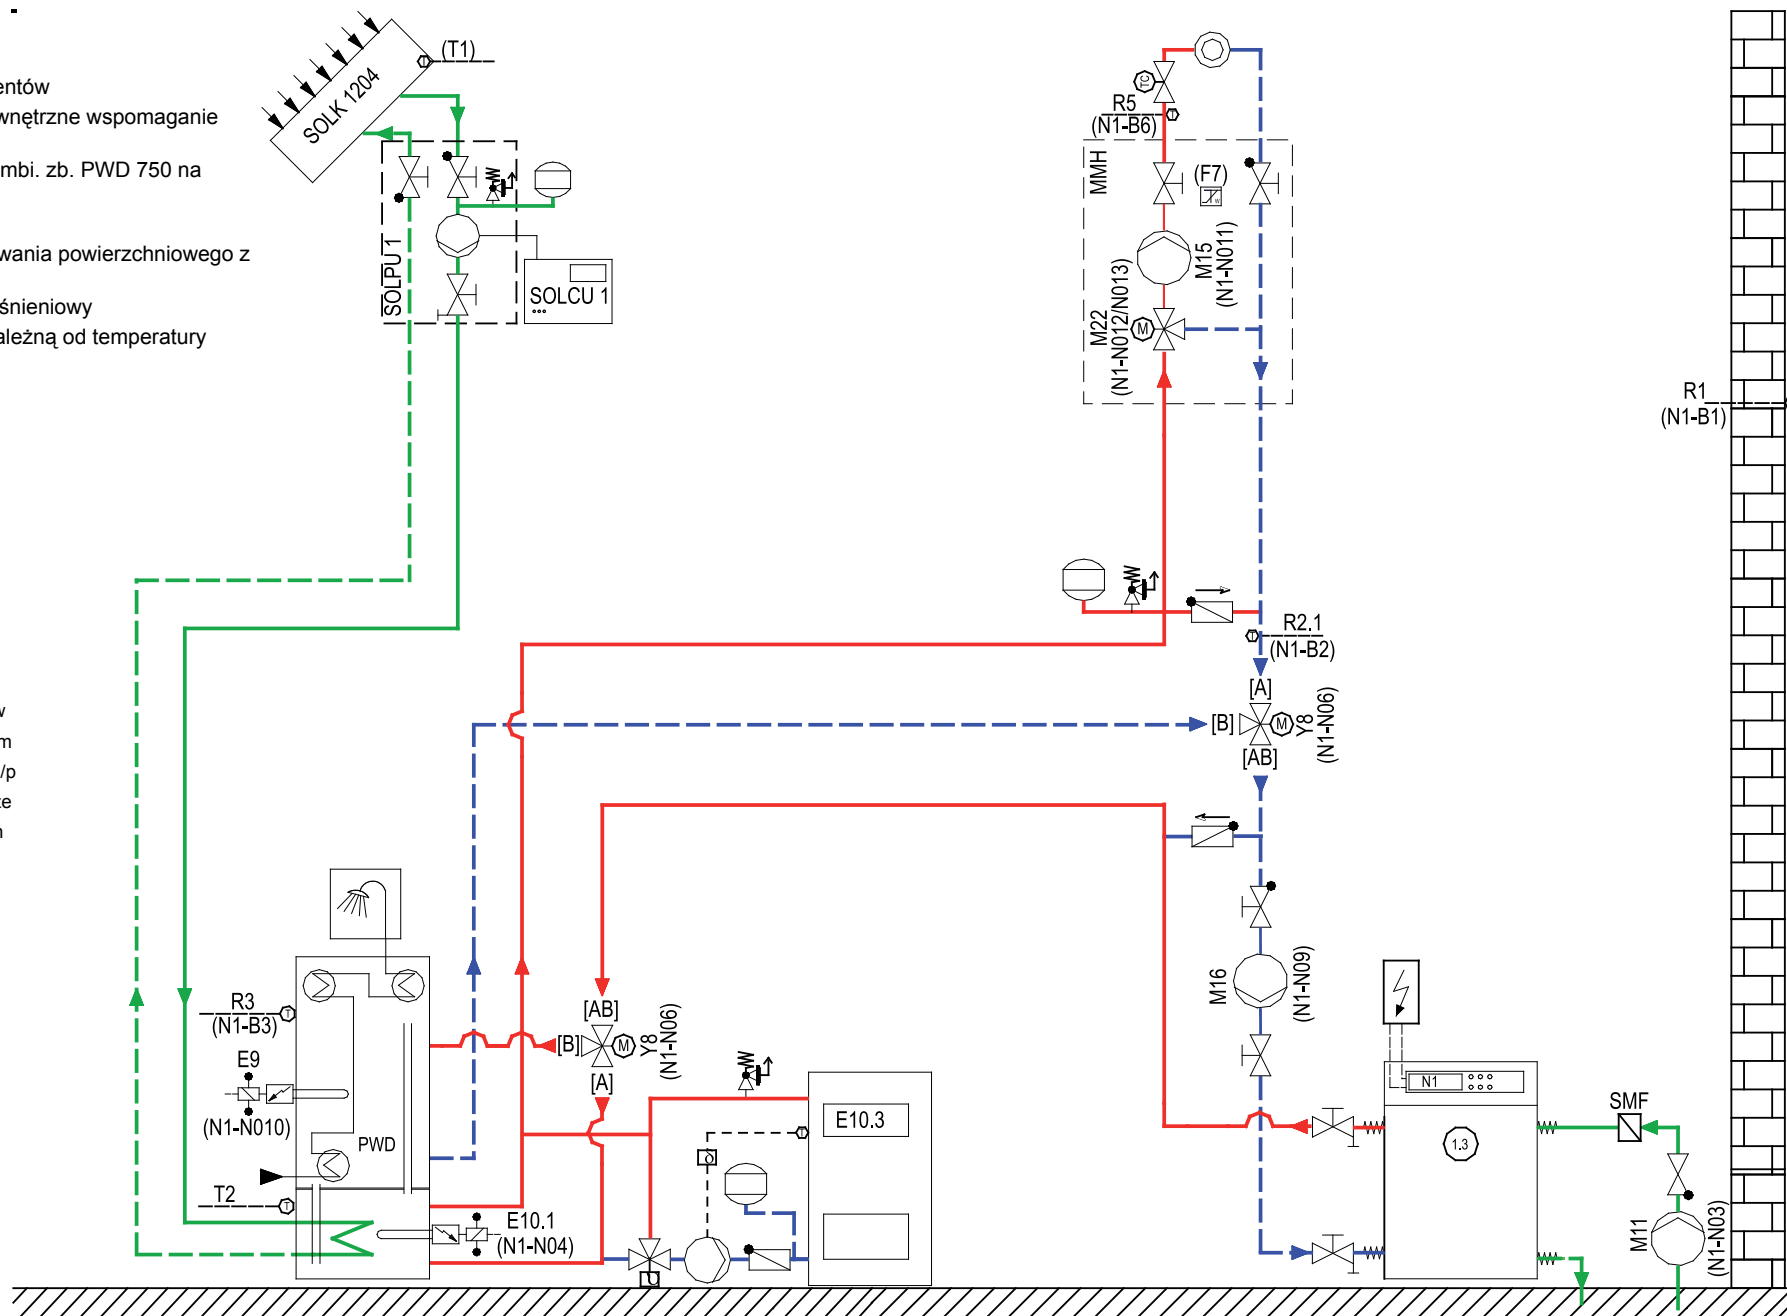 entów
wnętrzne wspomaganie
mbi. zb. PWD 750 na
wania powierzchniowego z
śnieniowy
ależną od temperatury
w
m
/p
te
(T1)
SOLK 1204
SOLPU 1
SOLCU 1
TC
R5
(N1-B6)
MMH
(F7)
M15
(N1-N011)
M22
(N1-N012/N013)
M
R1
(N1-B1)
R2.1
(N1-B2)
[A]
[B]
M
Y8
(N1-N06)
[AB]
R3
(N1-B3)
T
E9
(N1-N010)
PWD
T2
T
E10.1
(N1-N04)
[AB]
[B]
M
Y8
(N1-N06)
[A]
E10.3
M16
(N1-N09)
N1
1.3
SMF
M11
(N1-N03)